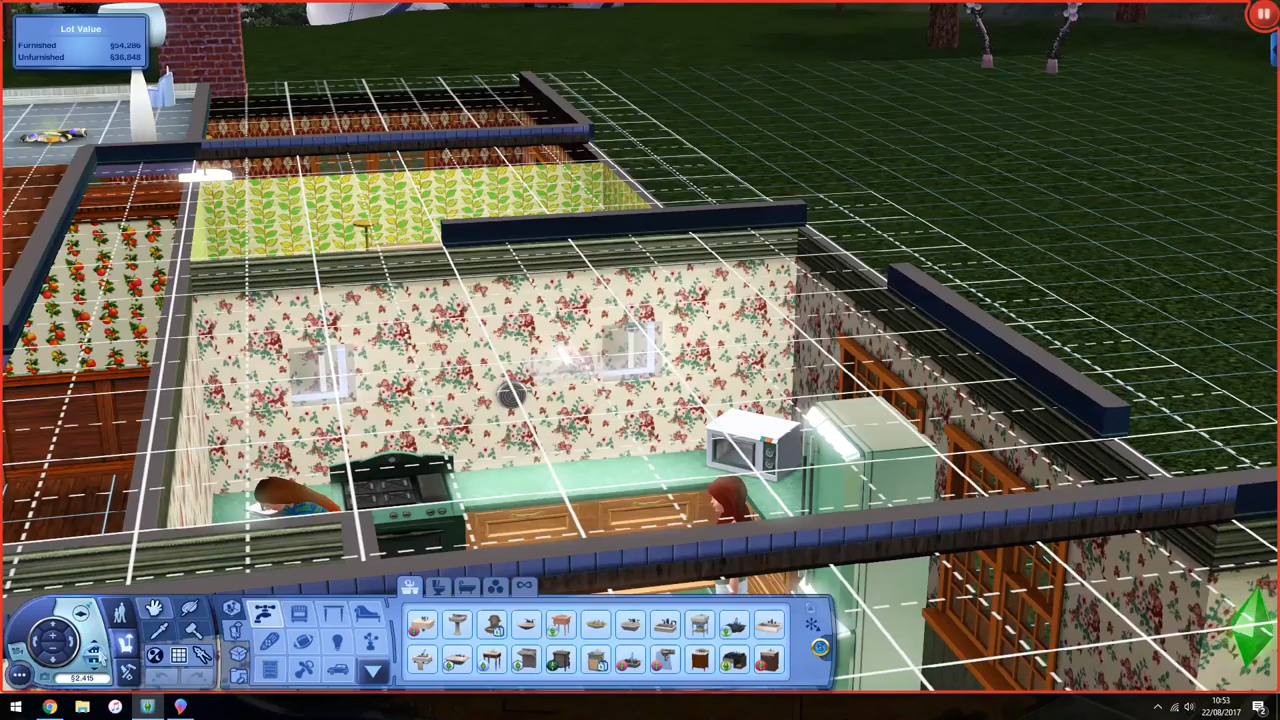 Lot Value
Furnished §54,286
Unfurnished §36,848
§2,415
10:53
22/08/2017